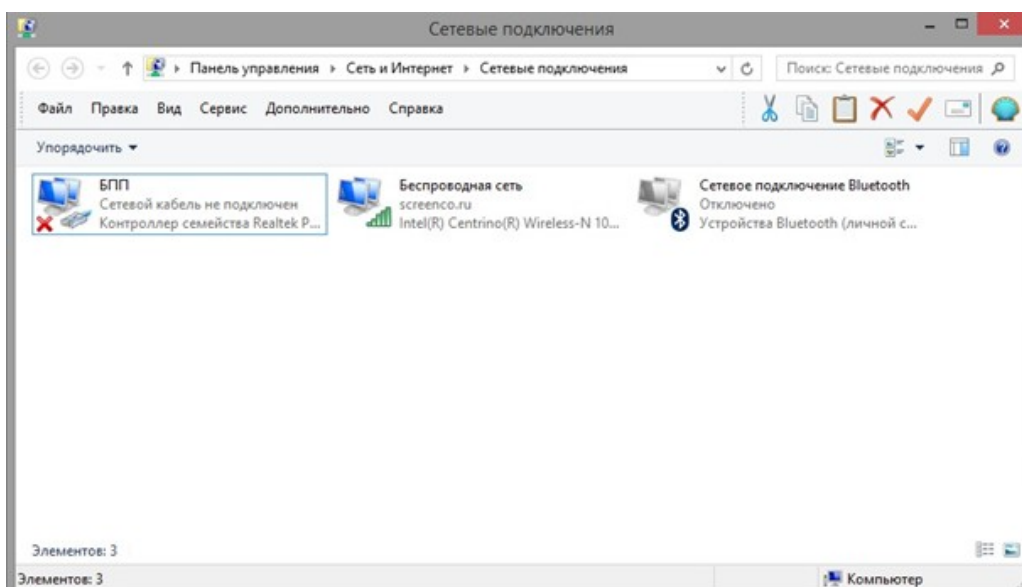 Сетевые подключения
Панель управления Сеть и Интернет Сетевые подключения
Поиск: Сетевые подключения
Файл Правка Вид Сервис Дополнительно Справка
Упорядочить
БПП
Сетевой кабель не подключен
Контроллер семейства Realtek P...
Беспроводная сеть
screenco.ru
Intel(R) Centrino(R) Wireless-N 10...
Сетевое подключение Bluetooth
Отключено
Устройства Bluetooth (личной с...
Элементов: 3
Элементов: 3
Компьютер